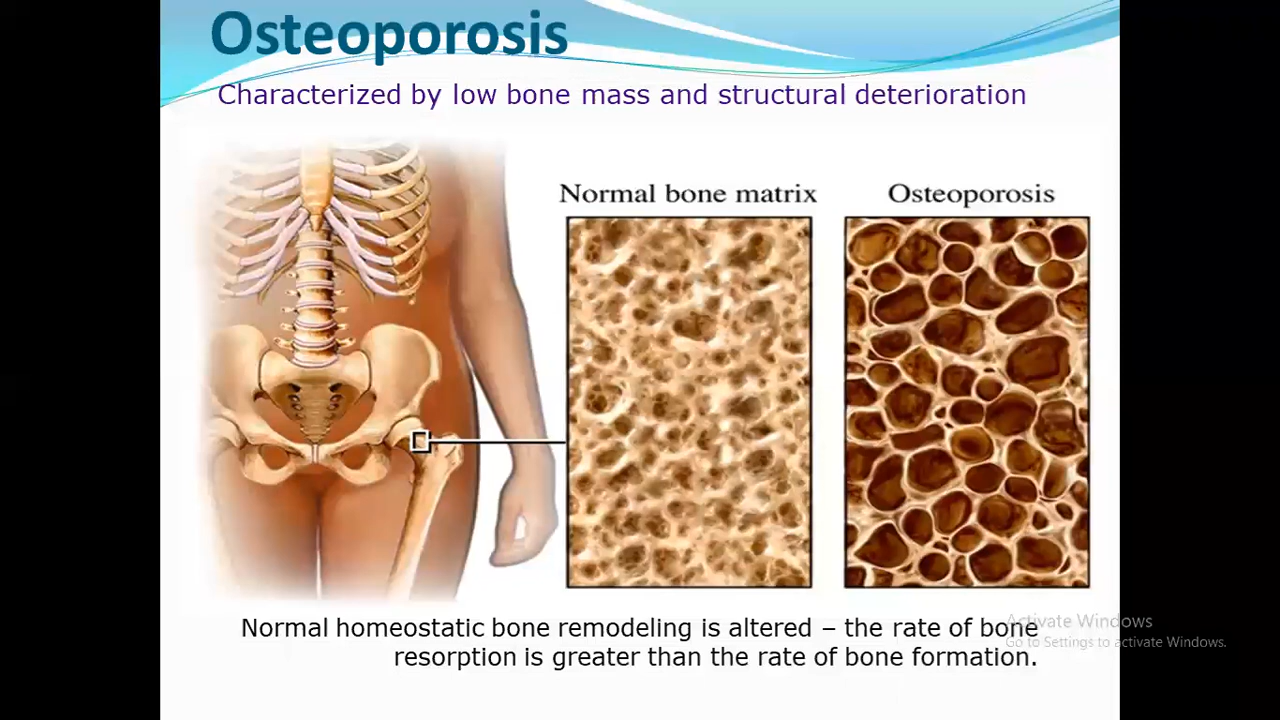 Osteoporosis
Characterized by low bone mass and structural deterioration
Normal bone matrix
Osteoporosis
Normal homeostatic bone remodeling is altered – the rate of bone
resorption is greater than the rate of bone formation.
Activate Windows
Go to Settings to activate Windows.